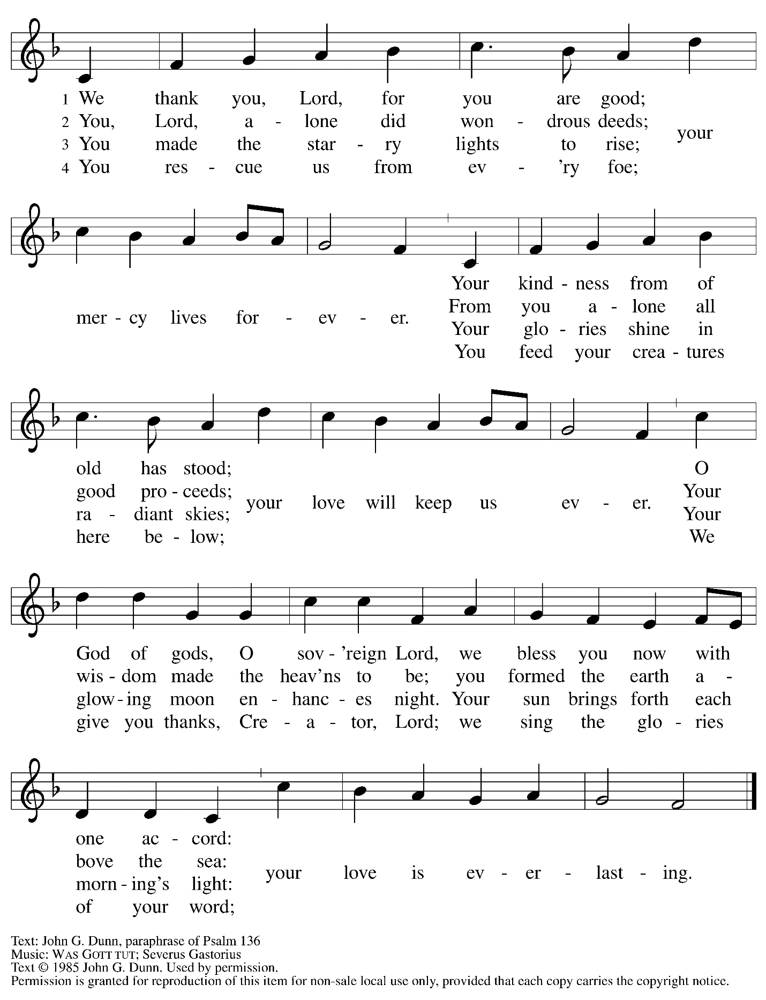 1 We thank you, Lord, for you are good;
2 You, Lord, a - lone did won - drous deeds;
your
3 You made the star - ry lights to rise;
4 You res - cue us from ev - 'ry foe;
Your kind - ness from of
From you a - lone all
mer - cy lives for - ev - er.
Your glo - ries shine in
You feed your crea - tures
old has stood; O
good pro - ceeds; Your
your love will keep us ev - er.
ra - diant skies; Your
here be - low; We
God of gods, O sov - 'reign Lord, we bless you now with
wis - dom made the heav'ns to be; you formed the earth a -
glow - ing moon en - hanc - es night. Your sun brings forth each
give you thanks, Cre - a - tor, Lord; we sing the glo - ries
one ac - cord:
bove the sea:
your love is ev - er - last - ing.
morn - ing's light:
of your word;
Text: John G. Dunn, paraphrase of Psalm 136
Music: WAS GOTT TUT; Severus Gastorius
Text © 1985 John G. Dunn. Used by permission.
Permission is granted for reproduction of this item for non-sale local use only, provided that each copy carries the copyright notice.